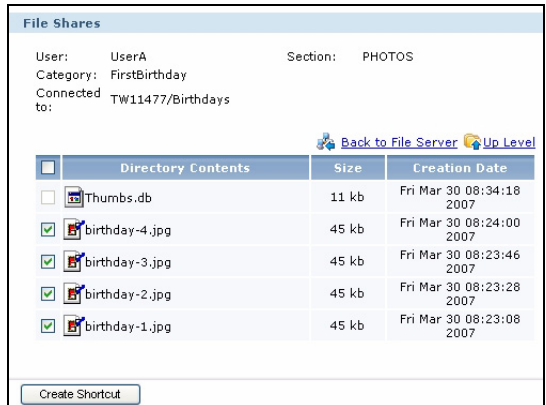 File Shares
User: UserA Section: PHOTOS
Category: FirstBirthday
Connected to: TW11477/Birthdays
Back to File Server Up Level
Directory Contents Size Creation Date
Thumbs.db 11 kb Fri Mar 30 08:34:18 2007
birthday-4.jpg 45 kb Fri Mar 30 08:24:00 2007
birthday-3.jpg 45 kb Fri Mar 30 08:23:46 2007
birthday-2.jpg 45 kb Fri Mar 30 08:23:28 2007
birthday-1.jpg 45 kb Fri Mar 30 08:23:08 2007
Create Shortcut